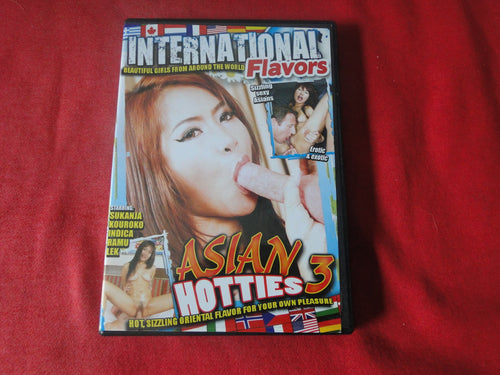 INTERNATIONAL
Flavors
BEAUTIFUL GIRLS FROM AROUND THE WORLD
Sizzling
sexy
Asians
Erotic
& exotic
STARRING:
SUKANJA
KOUROKO
INDICA
RAMU
LEK
ASIAN
HOTTIES 3
HOT, SIZZLING ORIENTAL FLAVOR FOR YOUR OWN PLEASURE